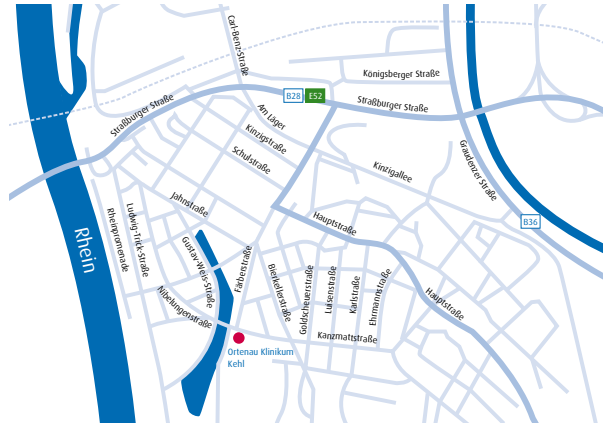 Carl-Benz-Straße
Königsberger Straße
B28
E52
Straßburger Straße
Straßburger Straße
Am Läger
Kinzigstraße
Schulstraße
Kinzigallee
Graudenzer Straße
B36
Jahnstraße
Hauptstraße
Rheinpromenade
Ludwig-Trick-Straße
Gustav-Weis-Straße
Färberstraße
Rhein
Bierkellerstraße
Goldscheuerstraße
Luisenstraße
Karlstraße
Ehrmannstraße
Hauptstraße
Nibelungenstraße
Kanzmattstraße
Ortenau Klinikum
Kehl